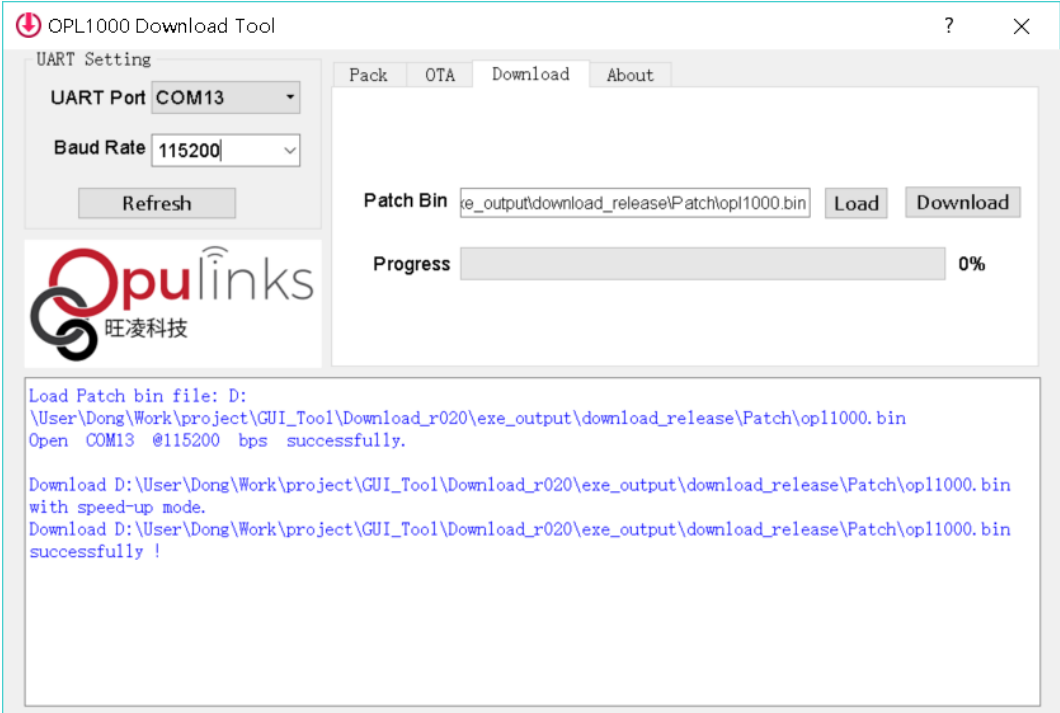 OPL1000 Download Tool
?
UART Setting
UART Port COM13
Baud Rate 115200
Refresh
Opulinks
旺凌科技
Pack OTA Download About
Patch Bin e_output\download_release\Patch\opl1000.bin Load Download
Progress 0%
Load Patch bin file: D:
\User\Dong\Work\project\GUI_Tool\Download_r020\exe_output\download_release\Patch\opl1000.bin
Open COM13 @115200 bps successfully.
Download D:\User\Dong\Work\project\GUI_Tool\Download_r020\exe_output\download_release\Patch\opl1000.bin
with speed-up mode.
Download D:\User\Dong\Work\project\GUI_Tool\Download_r020\exe_output\download_release\Patch\opl1000.bin
successfully !